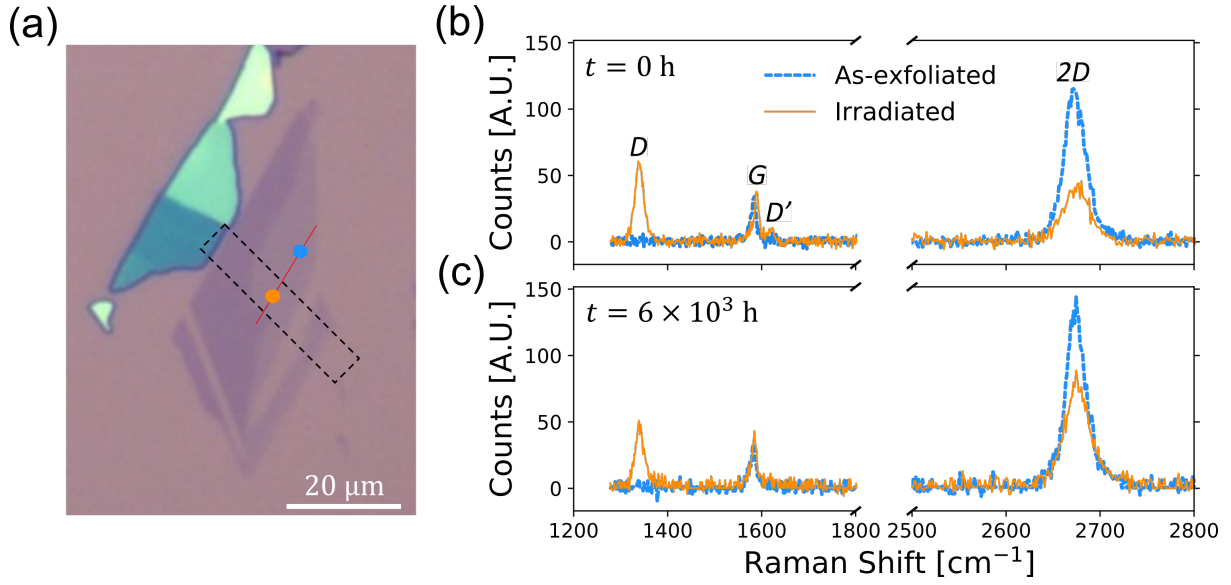 (a)
20 μm
(b)
Counts [A.U.]
150
100
50
0
t = 0 h
As-exfoliated
Irradiated
D
G
D′
2D
(c)
Counts [A.U.]
150
100
50
0
t = 6 × 10³ h
1200 1400 1600 1800 2500 2600 2700 2800
Raman Shift [cm⁻¹]